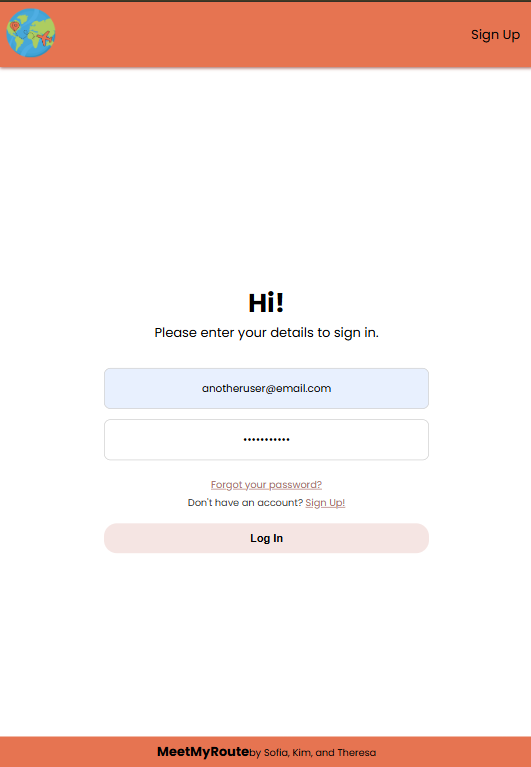 Sign Up
Hi!
Please enter your details to sign in.
anotheruser@email.com
•••••••••••
Forgot your password?
Don't have an account? Sign Up!
Log In
MeetMyRouteby Sofia, Kim, and Theresa